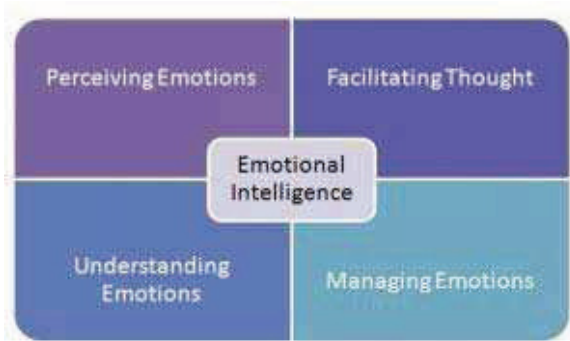 Perceiving Emotions
Facilitating Thought
Emotional
Intelligence
Understanding
Emotions
Managing Emotions